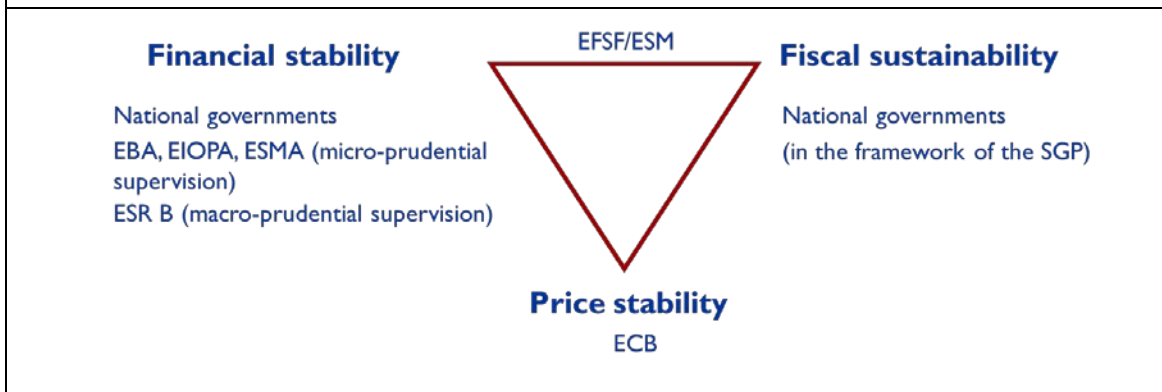 EFSF/ESM
Financial stability
Fiscal sustainability
National governments
EBA, EIOPA, ESMA (micro-prudential
supervision)
ESR B (macro-prudential supervision)
National governments
(in the framework of the SGP)
Price stability
ECB